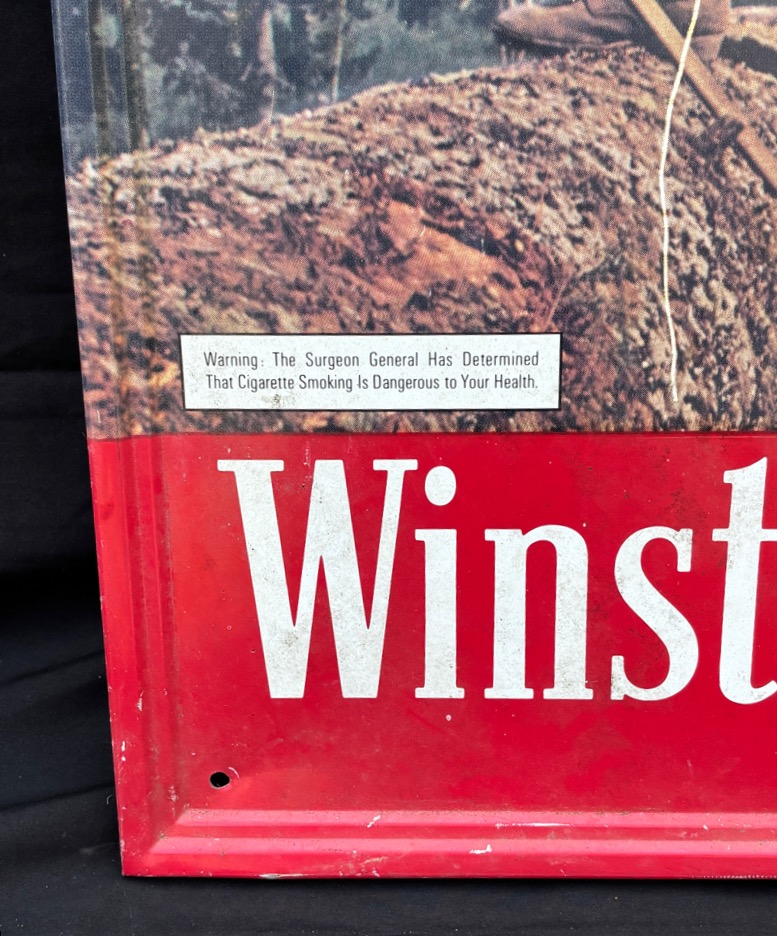 Warning: The Surgeon General Has Determined
That Cigarette Smoking Is Dangerous to Your Health.
Winst